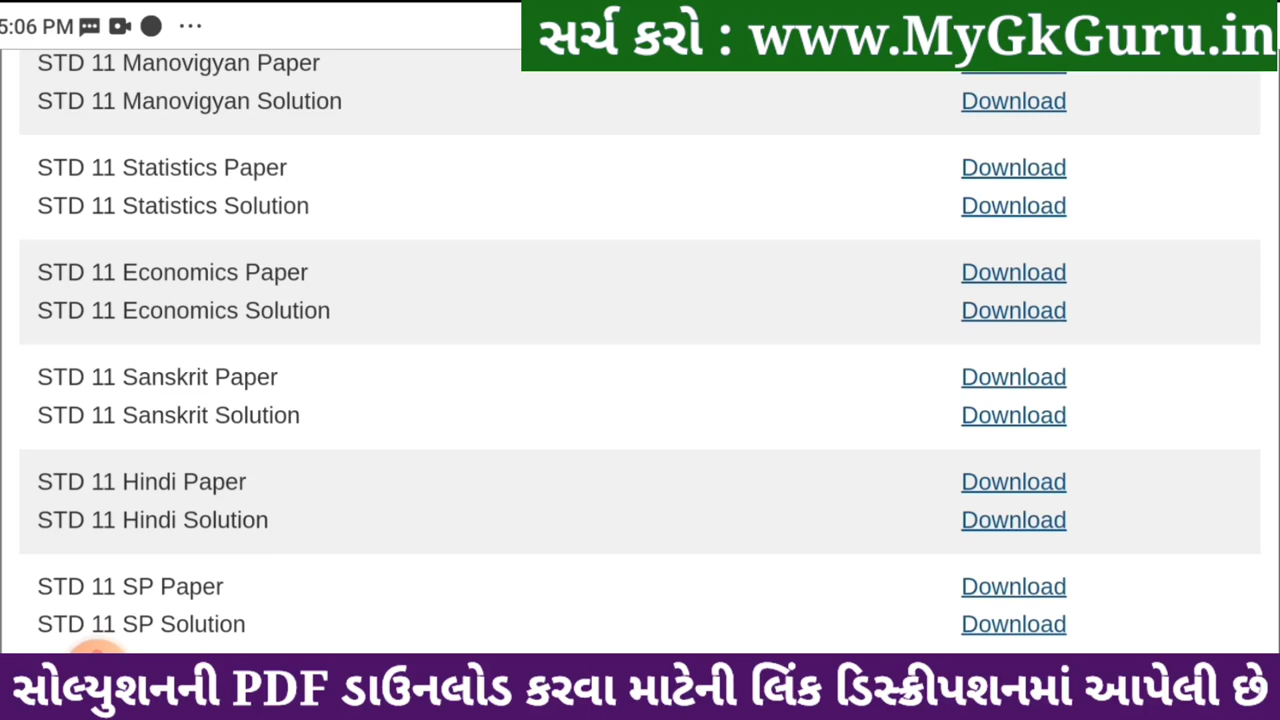 5:06 PM
સર્ચ કરો : www.MyGkGuru.in
STD 11 Manovigyan Paper
STD 11 Manovigyan Solution Download
STD 11 Statistics Paper Download
STD 11 Statistics Solution Download
STD 11 Economics Paper Download
STD 11 Economics Solution Download
STD 11 Sanskrit Paper Download
STD 11 Sanskrit Solution Download
STD 11 Hindi Paper Download
STD 11 Hindi Solution Download
STD 11 SP Paper Download
STD 11 SP Solution Download
સોલ્યુશનની PDF ડાઉનલોડ કરવા માટેની લિંક ડિસ્ક્રીપશનમાં આપેલી છે